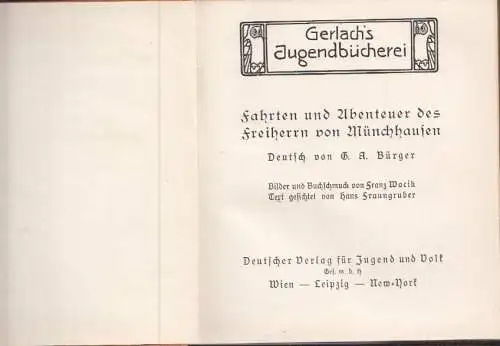 Gerlach's
Jugendbücherei
Fahrten und Abenteuer des
Freiherrn von Münchhausen
Deutsch von G. A. Bürger
Bilder und Buchschmuck von Franz Wacik
Text gesichtet von Hans Fraungruber
Deutscher Verlag für Jugend und Volk
Ges. m. b. H
Wien — Leipzig — New-York